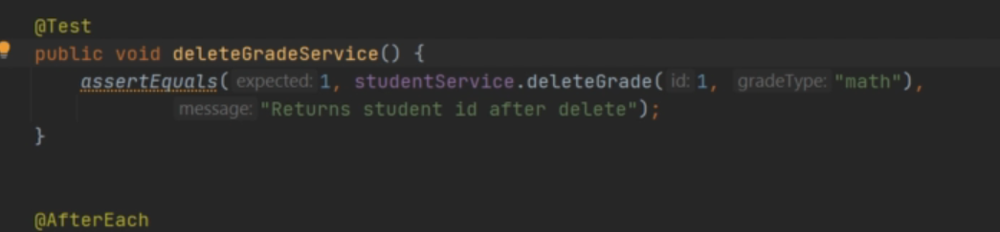 @Test
public void deleteGradeService() {
assertEquals( expected: 1, studentService.deleteGrade( id: 1, gradeType: "math"),
message: "Returns student id after delete");
}
@AfterEach